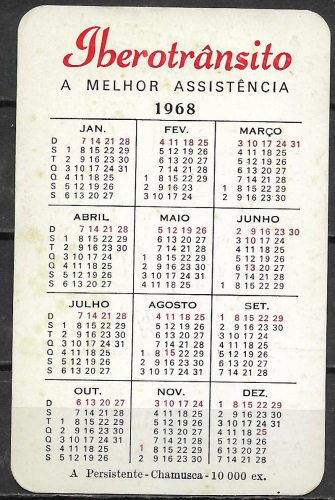 Iberotrânsito
A MELHOR ASSISTÊNCIA
1968
JAN. FEV. MARÇO
D 7 14 21 28 4 11 18 25 3 10 17 24 31
S 1 8 15 22 29 5 12 19 26 4 11 18 25
T 2 9 16 23 30 6 13 20 27 5 12 19 26
Q 3 10 17 24 31 7 14 21 28 6 13 20 27
Q 4 11 18 25 1 8 15 22 29 7 14 21 28
S 5 12 19 26 2 9 16 23 1 8 15 22 29
S 6 13 20 27 3 10 17 24 2 9 16 23 30
ABRIL MAIO JUNHO
D 7 14 21 28 5 12 19 26 2 9 16 23 30
S 1 8 15 22 29 6 13 20 27 3 10 17 24
T 2 9 16 23 30 7 14 21 28 4 11 18 25
Q 3 10 17 24 1 8 15 22 29 5 12 19 26
Q 4 11 18 25 2 9 16 23 30 6 13 20 27
S 5 12 19 26 3 10 17 24 31 7 14 21 28
S 6 13 20 27 4 11 18 25 1 8 15 22 29
JULHO AGOSTO SET.
D 7 14 21 28 4 11 18 25 1 8 15 22 29
S 1 8 15 22 29 5 12 19 26 2 9 16 23 30
T 2 9 16 23 30 6 13 20 27 3 10 17 24
Q 3 10 17 24 31 7 14 21 28 4 11 18 25
Q 4 11 18 25 1 8 15 22 29 5 12 19 26
S 5 12 19 26 2 9 16 23 30 6 13 20 27
S 6 13 20 27 3 10 17 24 31 7 14 21 28
OUT. NOV. DEZ.
D 6 13 20 27 3 10 17 24 1 8 15 22 29
S 7 14 21 28 4 11 18 25 2 9 16 23 30
T 1 8 15 22 29 5 12 19 26 3 10 17 24 31
Q 2 9 16 23 30 6 13 20 27 4 11 18 25
Q 3 10 17 24 31 7 14 21 28 5 12 19 26
S 4 11 18 25 1 8 15 22 29 6 13 20 27
S 5 12 19 26 2 9 16 23 30 7 14 21 28
A Persistente - Chamusca - 10 000 ex.